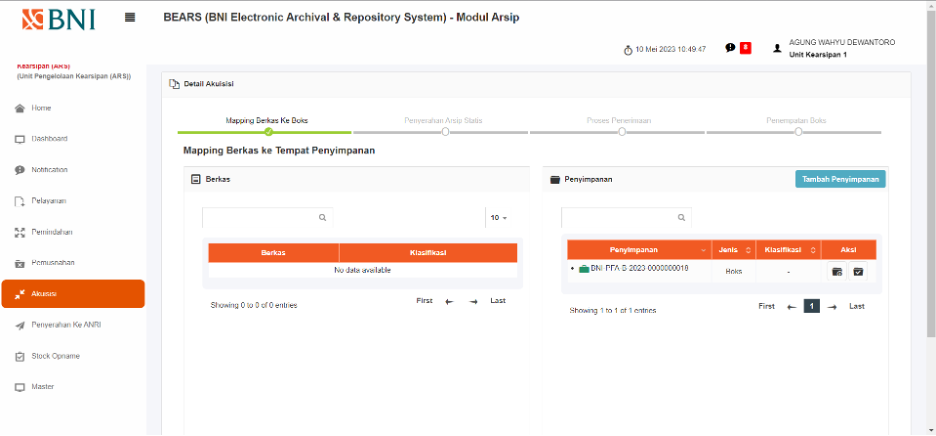 BNI
BEARS (BNI Electronic Archival & Repository System) - Modul Arsip
10 Mei 2023 10:49:47
8
AGUNG WAHYU DEWANTORO
Unit Kearsipan 1
Kearsipan (ARS)
(Unit Pengelolaan Kearsipan (ARS))
Home
Dashboard
Notification
Pelayanan
Pemindahan
Pemusnahan
Akuisisi
Penyerahan Ke ANRI
Stock Opname
Master
Detail Akuisisi
Mapping Berkas Ke Boks
Penyerahan Arsip Statis
Proses Penerimaan
Penempatan Boks
Mapping Berkas ke Tempat Penyimpanan
Berkas
10
Berkas Klasifikasi
No data available
Showing 0 to 0 of 0 entries
First ← → Last
Penyimpanan
Tambah Penyimpanan
Penyimpanan Jenis Klasifikasi Aksi
BNI-PFA-B-2023-0000000018 Boks -
Showing 1 to 1 of 1 entries
First ← 1 → Last